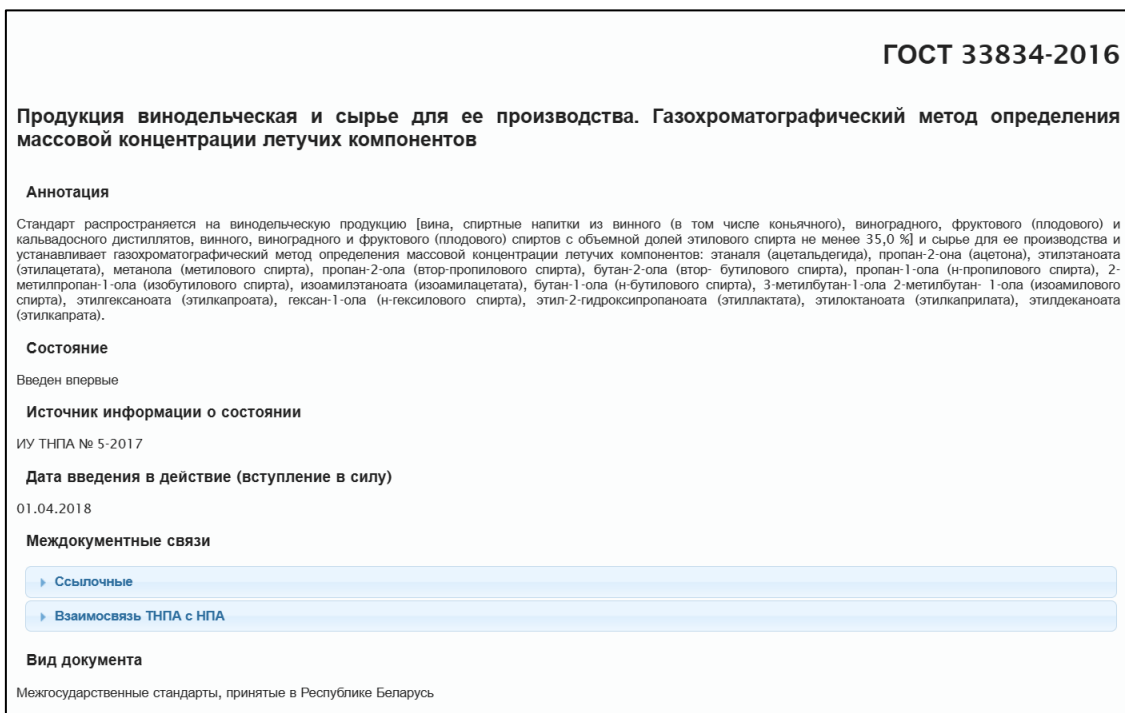 ГОСТ 33834-2016
Продукция винодельческая и сырье для ее производства. Газохроматографический метод определения
массовой концентрации летучих компонентов
Аннотация
Стандарт распространяется на винодельческую продукцию [вина, спиртные напитки из винного (в том числе коньячного), виноградного, фруктового (плодового) и
кальвадосного дистиллятов, винного, виноградного и фруктового (плодового) спиртов с объемной долей этилового спирта не менее 35,0 %] и сырье для ее производства и
устанавливает газохроматографический метод определения массовой концентрации летучих компонентов: этаналя (ацетальдегида), пропан-2-она (ацетона), этилэтаноата
(этилацетата), метанола (метилового спирта), пропан-2-ола (втор-пропилового спирта), бутан-2-ола (втор- бутилового спирта), пропан-1-ола (н-пропилового спирта), 2-
метилпропан-1-ола (изобутилового спирта), изоамилэтаноата (изоамилацетата), бутан-1-ола (н-бутилового спирта), 3-метилбутан-1-ола 2-метилбутан- 1-ола (изоамилового
спирта), этилгексаноата (этилкапроата), гексан-1-ола (н-гексилового спирта), этил-2-гидроксипропаноата (этиллактата), этилоктаноата (этилкаприлата), этилдеканоата
(этилкапрата).
Состояние
Введен впервые
Источник информации о состоянии
ИУ ТНПА № 5-2017
Дата введения в действие (вступление в силу)
01.04.2018
Междокументные связи
Ссылочные
Взаимосвязь ТНПА с НПА
Вид документа
Межгосударственные стандарты, принятые в Республике Беларусь